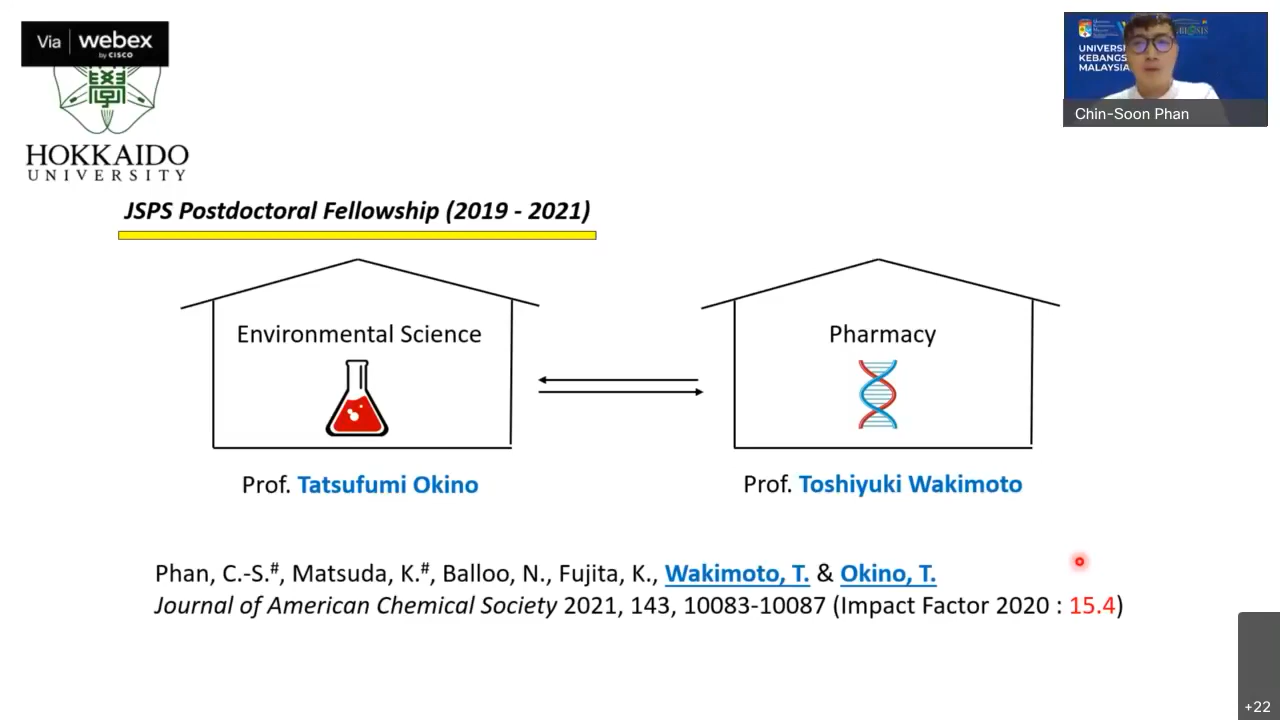 Via webex
by CISCO
HOKKAIDO
UNIVERSITY
UNIVERSI
KEBANGS
MALAYSIA
Chin-Soon Phan
JSPS Postdoctoral Fellowship (2019 - 2021)
Environmental Science
Pharmacy
Prof. Tatsufumi Okino
Prof. Toshiyuki Wakimoto
Phan, C.-S.#, Matsuda, K.#, Balloo, N., Fujita, K., Wakimoto, T. & Okino, T.
Journal of American Chemical Society 2021, 143, 10083-10087 (Impact Factor 2020 : 15.4)
+22